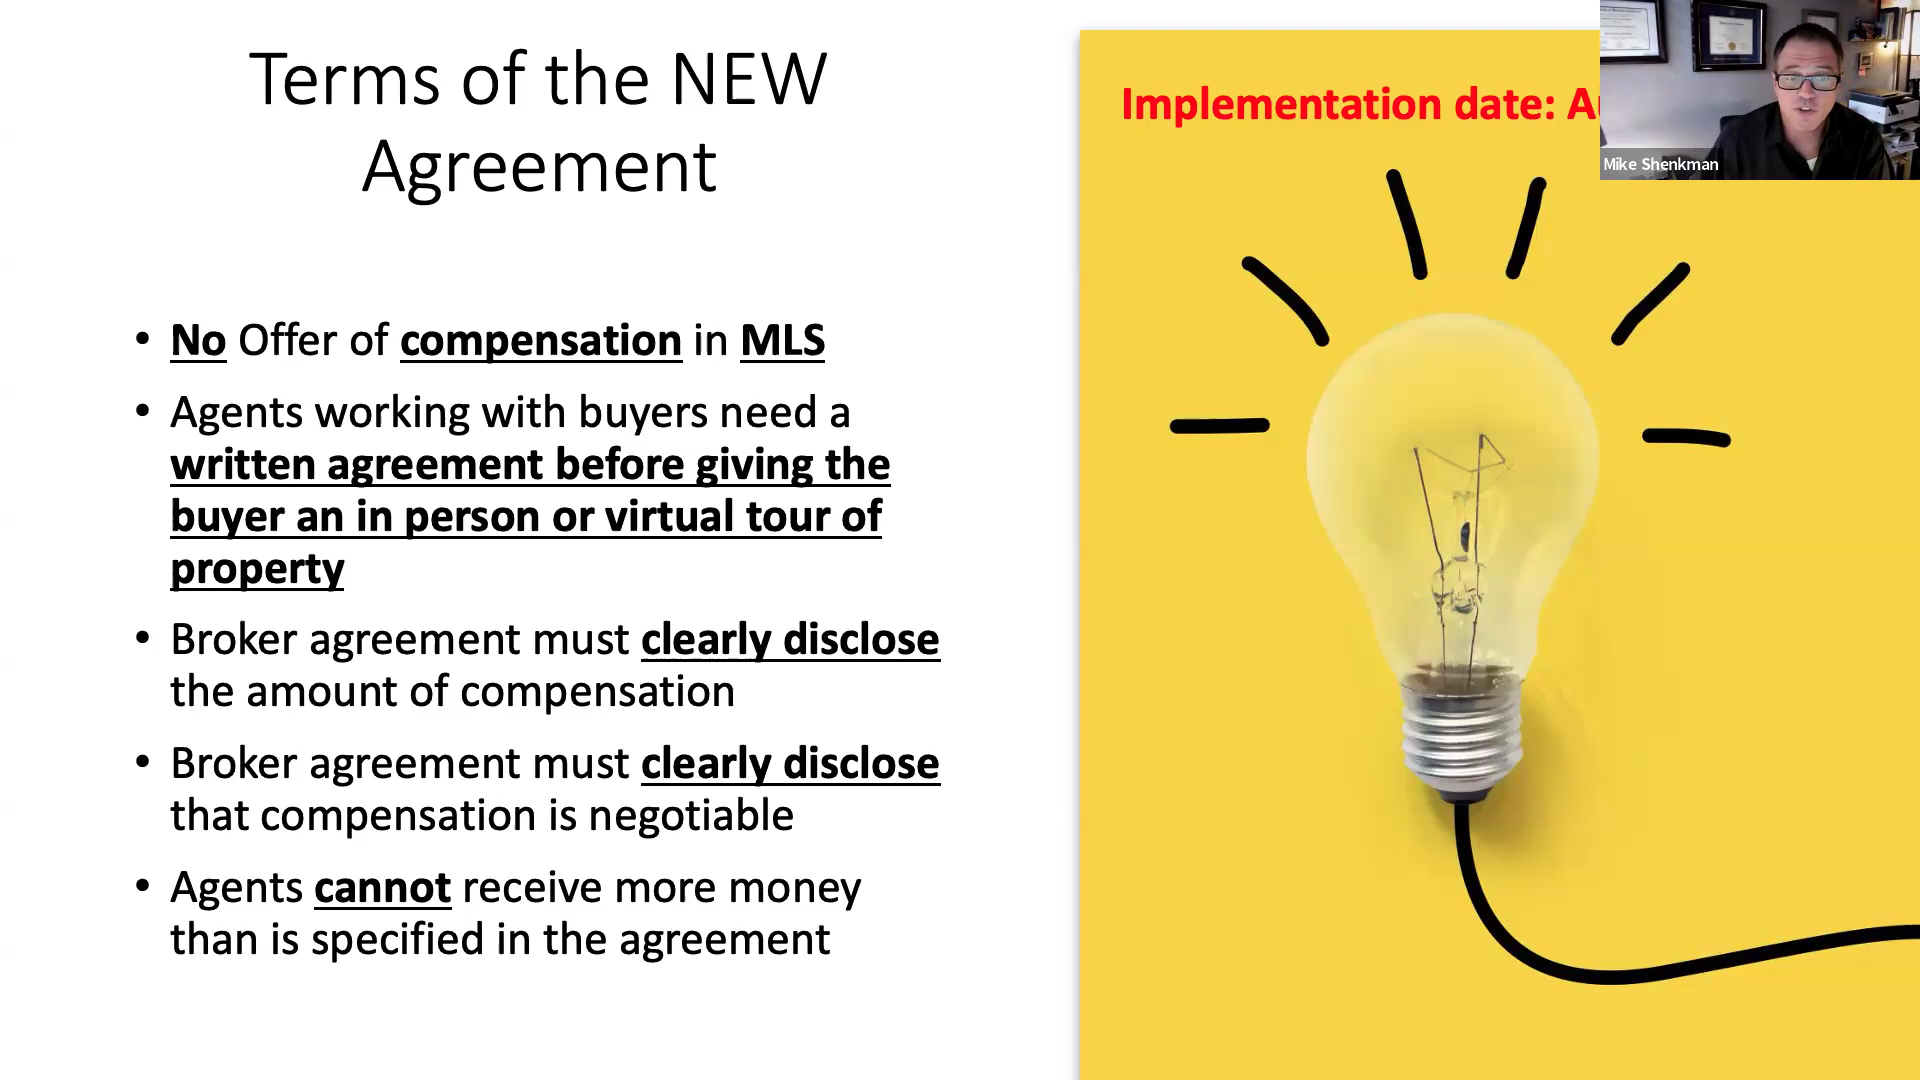 Terms of the NEW
Agreement
Implementation date:
Mike Shenkman
• No Offer of compensation in MLS
• Agents working with buyers need a
written agreement before giving the
buyer an in person or virtual tour of
property
• Broker agreement must clearly disclose
the amount of compensation
• Broker agreement must clearly disclose
that compensation is negotiable
• Agents cannot receive more money
than is specified in the agreement